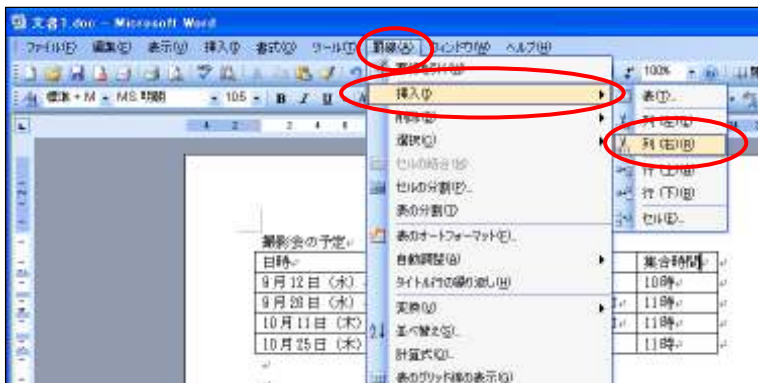 文書1.doc - Microsoft Word
ファイル(F) 編集(E) 表示(V) 挿入(I) 書式(O) ツール(T) 罫線(A) ウィンドウ(W) ヘルプ(H)
100%
標準 + M MS 明朝 10.5 B I U
挿入(I)
削除(D)
選択(C)
セルの結合(M)
セルの分割(P)...
表の分割(T)
表のオートフォーマット(F)...
自動調整(A)
タイトル行の繰り返し(H)
変換(V)
並べ替え(S)...
計算式(O)...
表のグリッド線の表示(G)
表(T)...
列 (左)(L)
列 (右)(R)
行 (上)(A)
行 (下)(B)
セル(E)...
撮影会の予定
日時 集合時間
9月12日（水） 10時
9月26日（水） 11時
10月11日（木） 11時
10月25日（木） 11時